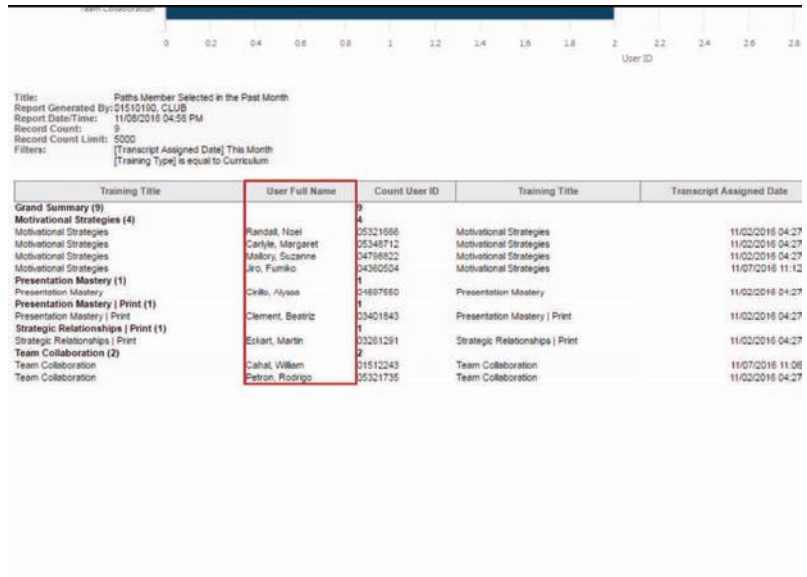 Team Collaboration
0 0.2 0.4 0.6 0.8 1 1.2 1.4 1.6 1.8 2 2.2 2.4 2.6 2.8
User ID
Title: Paths Member Selected in the Past Month
Report Generated By: 01510190, CLUB
Report Date/Time: 11/08/2016 04:56 PM
Record Count: 9
Record Count Limit: 5000
Filters: [Transcript Assigned Date] This Month
[Training Type] is equal to Curriculum
Training Title User Full Name Count User ID Training Title Transcript Assigned Date
Grand Summary (9) 9
Motivational Strategies (4) 4
Motivational Strategies Randall, Noel 05321666 Motivational Strategies 11/02/2016 04:27
Motivational Strategies Carlyle, Margaret 05348712 Motivational Strategies 11/02/2016 04:27
Motivational Strategies Mallory, Suzanne 04798822 Motivational Strategies 11/02/2016 04:27
Motivational Strategies Jiro, Fumiko 04360504 Motivational Strategies 11/07/2016 11:12
Presentation Mastery (1) 1
Presentation Mastery Cirillo, Alyssa 04697550 Presentation Mastery 11/02/2016 04:27
Presentation Mastery | Print (1) 1
Presentation Mastery | Print Clement, Beatriz 03401843 Presentation Mastery | Print 11/02/2016 04:27
Strategic Relationships | Print (1) 1
Strategic Relationships | Print Eckart, Martin 03261291 Strategic Relationships | Print 11/02/2016 04:27
Team Collaboration (2) 2
Team Collaboration Cahal, William 01512243 Team Collaboration 11/07/2016 11:06
Team Collaboration Petron, Rodrigo 05321735 Team Collaboration 11/02/2016 04:27